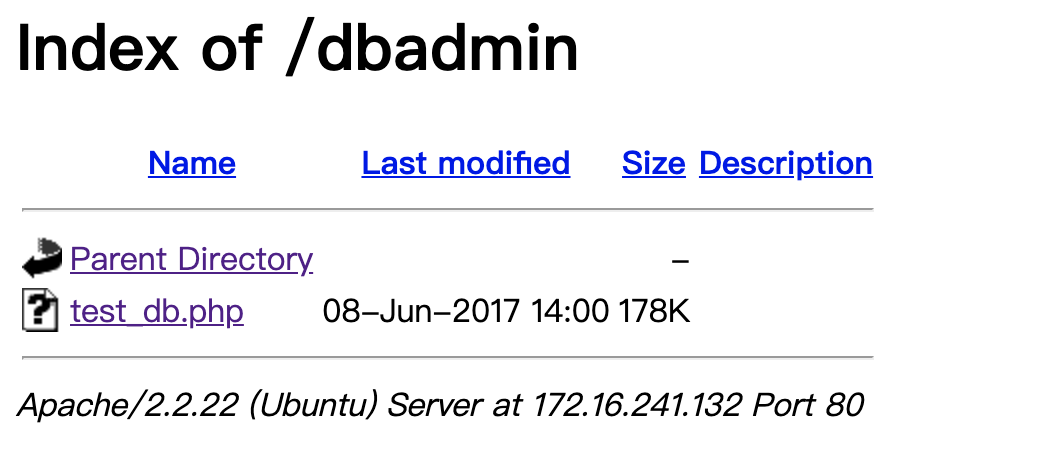 Index of /dbadmin
Name Last modified Size Description
Parent Directory –
test_db.php 08–Jun–2017 14:00 178K
Apache/2.2.22 (Ubuntu) Server at 172.16.241.132 Port 80